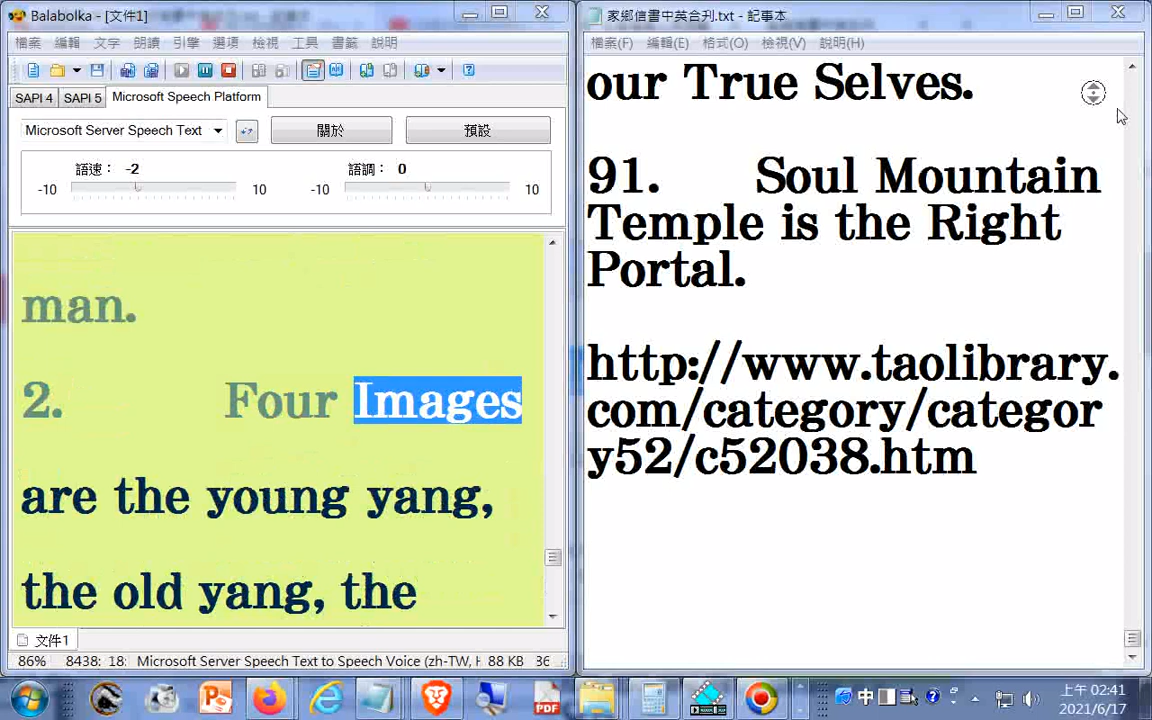 Balabolka - [文件1]
檔案 編輯 文字 朗讀 引擎 選項 檢視 工具 書籤 說明
SAPI 4 SAPI 5 Microsoft Speech Platform
Microsoft Server Speech Text 關於 預設
語速： -2 語調： 0
-10 10 -10 10
man.
2. Four Images
are the young yang,
the old yang, the
文件1
86% 8438: 18: Microsoft Server Speech Text to Speech Voice (zh-TW, H 88 KB 36
家鄉信書中英合刋.txt - 記事本
檔案(F) 編輯(E) 格式(O) 檢視(V) 說明(H)
our True Selves.
91. Soul Mountain
Temple is the Right
Portal.
http://www.taolibrary.
com/category/categor
y52/c52038.htm
PDF 中 上午 02:41
2021/6/17